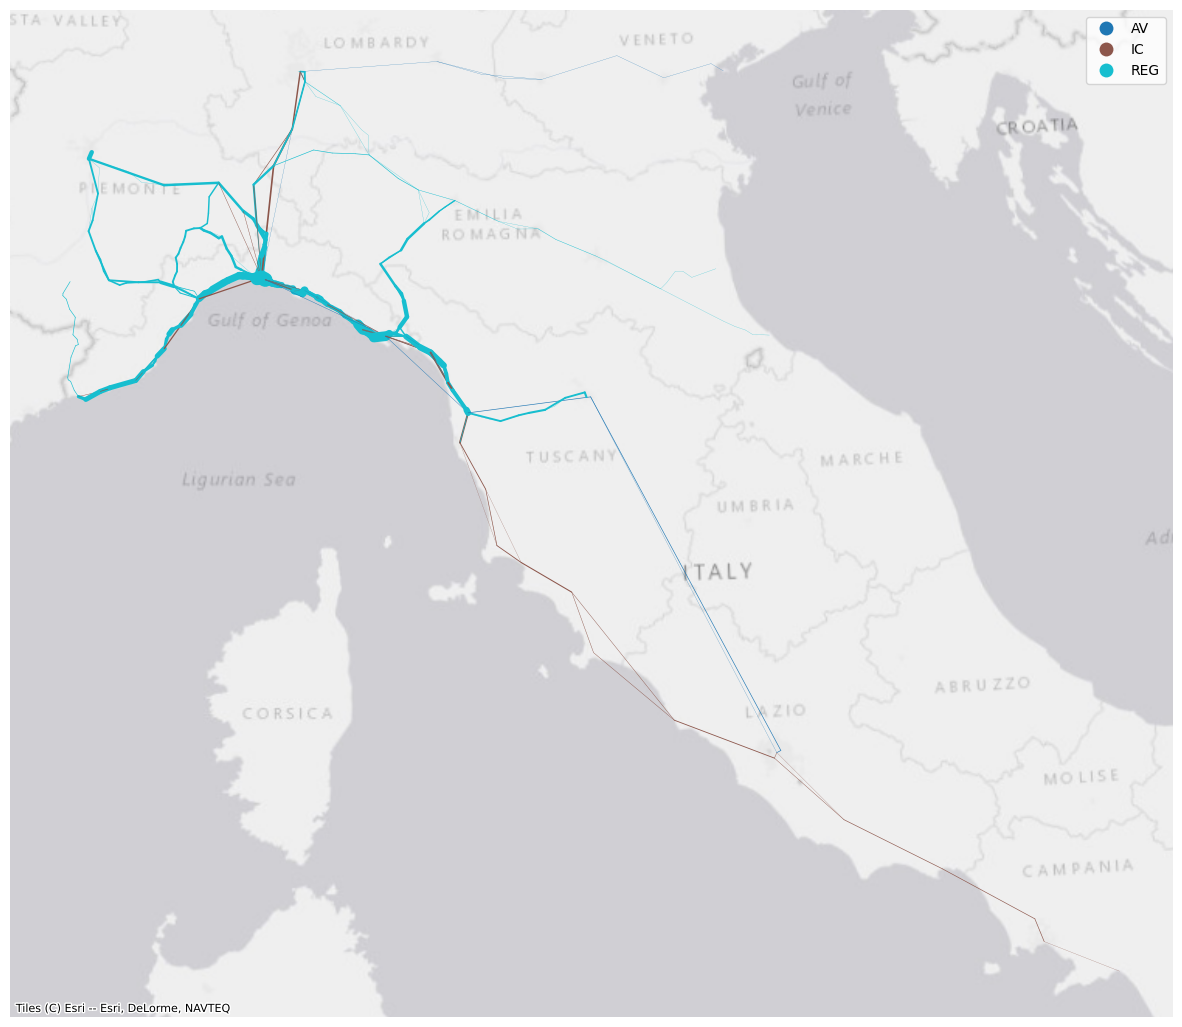 STA VALLEY
LOMBARDY
VENETO
AV
IC
REG
Gulf of
Venice
CROATIA
PIEMONTE
EMILIA
ROMAGNA
Gulf of Genoa
Ligurian Sea
TUSCANY
MARCHE
UMBRIA
Adr
ITALY
CORSICA
LAZIO
ABRUZZO
MOLISE
CAMPANIA
Tiles (C) Esri -- Esri, DeLorme, NAVTEQ